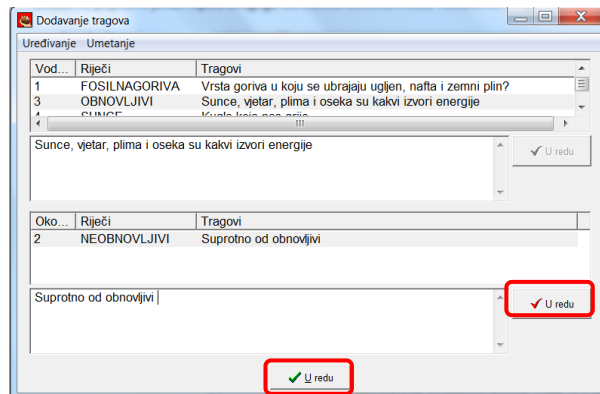 Dodavanje tragova
Uređivanje Umetanje
Vod... Riječi Tragovi
1 FOSILNAGORIVA Vrsta goriva u koju se ubrajaju ugljen, nafta i zemni plin?
3 OBNOVLJIVI Sunce, vjetar, plima i oseka su kakvi izvori energije
Sunce, vjetar, plima i oseka su kakvi izvori energije
U redu
Oko... Riječi Tragovi
2 NEOBNOVLJIVI Suprotno od obnovljivi
Suprotno od obnovljivi
U redu
U redu